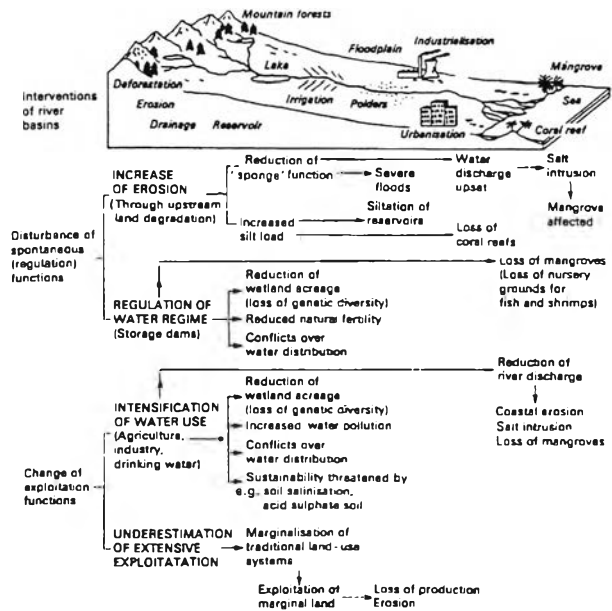 Mountain forests
Industrialisation
Floodplain
Mangrove
Lake
Deforestation
Sea
Interventions
of river
basins
Erosion
Irrigation
Polders
Drainage
Reservoir
Urbanisation
Coral reef
Disturbance of
spontaneous
(regulation)
functions
INCREASE
OF EROSION
(Through upstream
land degradation)
Reduction of
'sponge' function
Severe
floods
Water
discharge
upset
Salt
intrusion
Mangrove
affected
Increased
silt load
Siltation of
reservoirs
Loss of
coral reefs
REGULATION OF
WATER REGIME
(Storage dams)
Loss of mangroves
(Loss of nursery
grounds for
fish and shrimps)
Reduction of
wetland acreage
(loss of genetic diversity)
Reduced natural fertility
Conflicts over
water distribution
Change of
exploitation
functions
INTENSIFICATION
OF WATER USE
(Agriculture,
industry,
drinking water)
Reduction of
river discharge
Coastal erosion
Salt intrusion
Loss of mangroves
Reduction of
wetland acreage
(loss of genetic diversity)
Increased water pollution
Conflicts over
water distribution
Sustainability threatened by
e.g. soil salinisation,
acid sulphate soil
UNDERESTIMATION
OF EXTENSIVE
EXPLOITATATION
Marginalisation of
traditional land-use
systems
Exploitation of
marginal land
Loss of production
Erosion